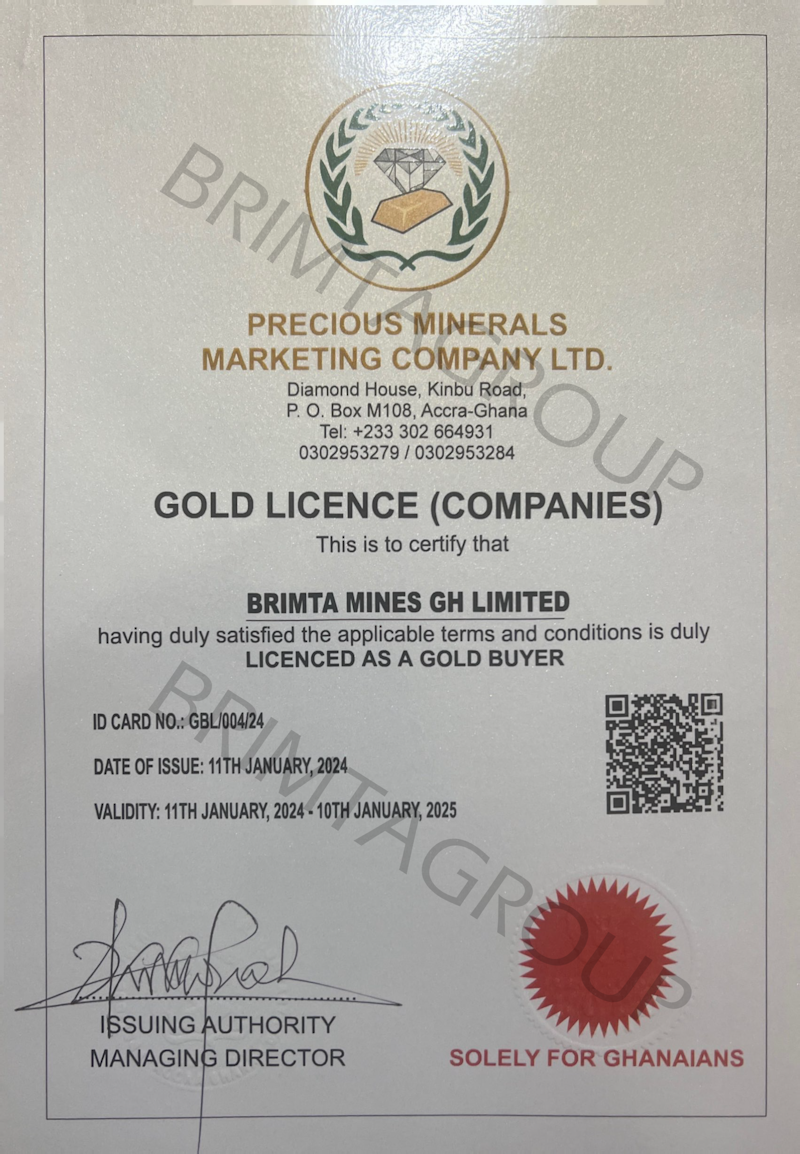 PRECIOUS MINERALS
MARKETING COMPANY LTD.
Diamond House, Kinbu Road,
P. O. Box M108, Accra-Ghana
Tel: +233 302 664931
0302953279 / 0302953284
GOLD LICENCE (COMPANIES)
This is to certify that
BRIMTA MINES GH LIMITED
having duly satisfied the applicable terms and conditions is duly
LICENCED AS A GOLD BUYER
ID CARD NO.: GBL/004/24
DATE OF ISSUE: 11TH JANUARY, 2024
VALIDITY: 11TH JANUARY, 2024 - 10TH JANUARY, 2025
ISSUING AUTHORITY
MANAGING DIRECTOR
SOLELY FOR GHANAIANS
BRIMTAGROUP
BRIMTAGROUP